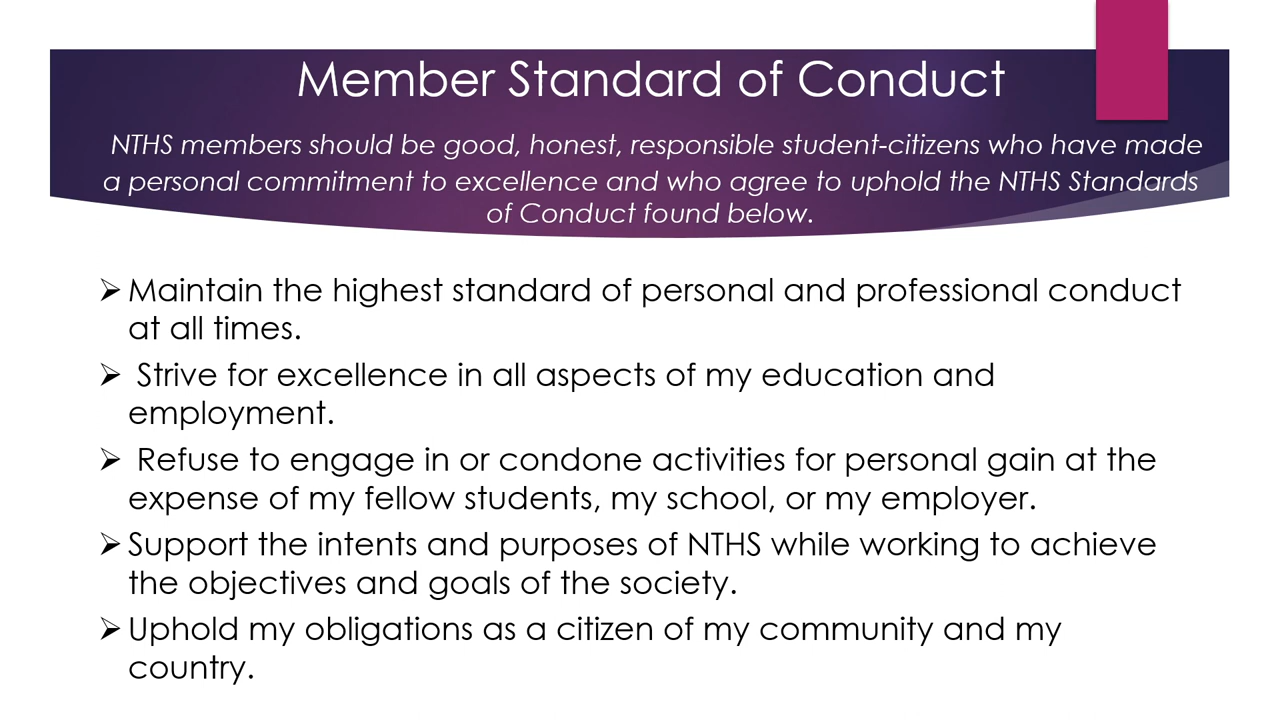 Member Standard of Conduct
NTHS members should be good, honest, responsible student-citizens who have made
a personal commitment to excellence and who agree to uphold the NTHS Standards
of Conduct found below.
➢ Maintain the highest standard of personal and professional conduct
at all times.
➢ Strive for excellence in all aspects of my education and
employment.
➢ Refuse to engage in or condone activities for personal gain at the
expense of my fellow students, my school, or my employer.
➢ Support the intents and purposes of NTHS while working to achieve
the objectives and goals of the society.
➢ Uphold my obligations as a citizen of my community and my
country.